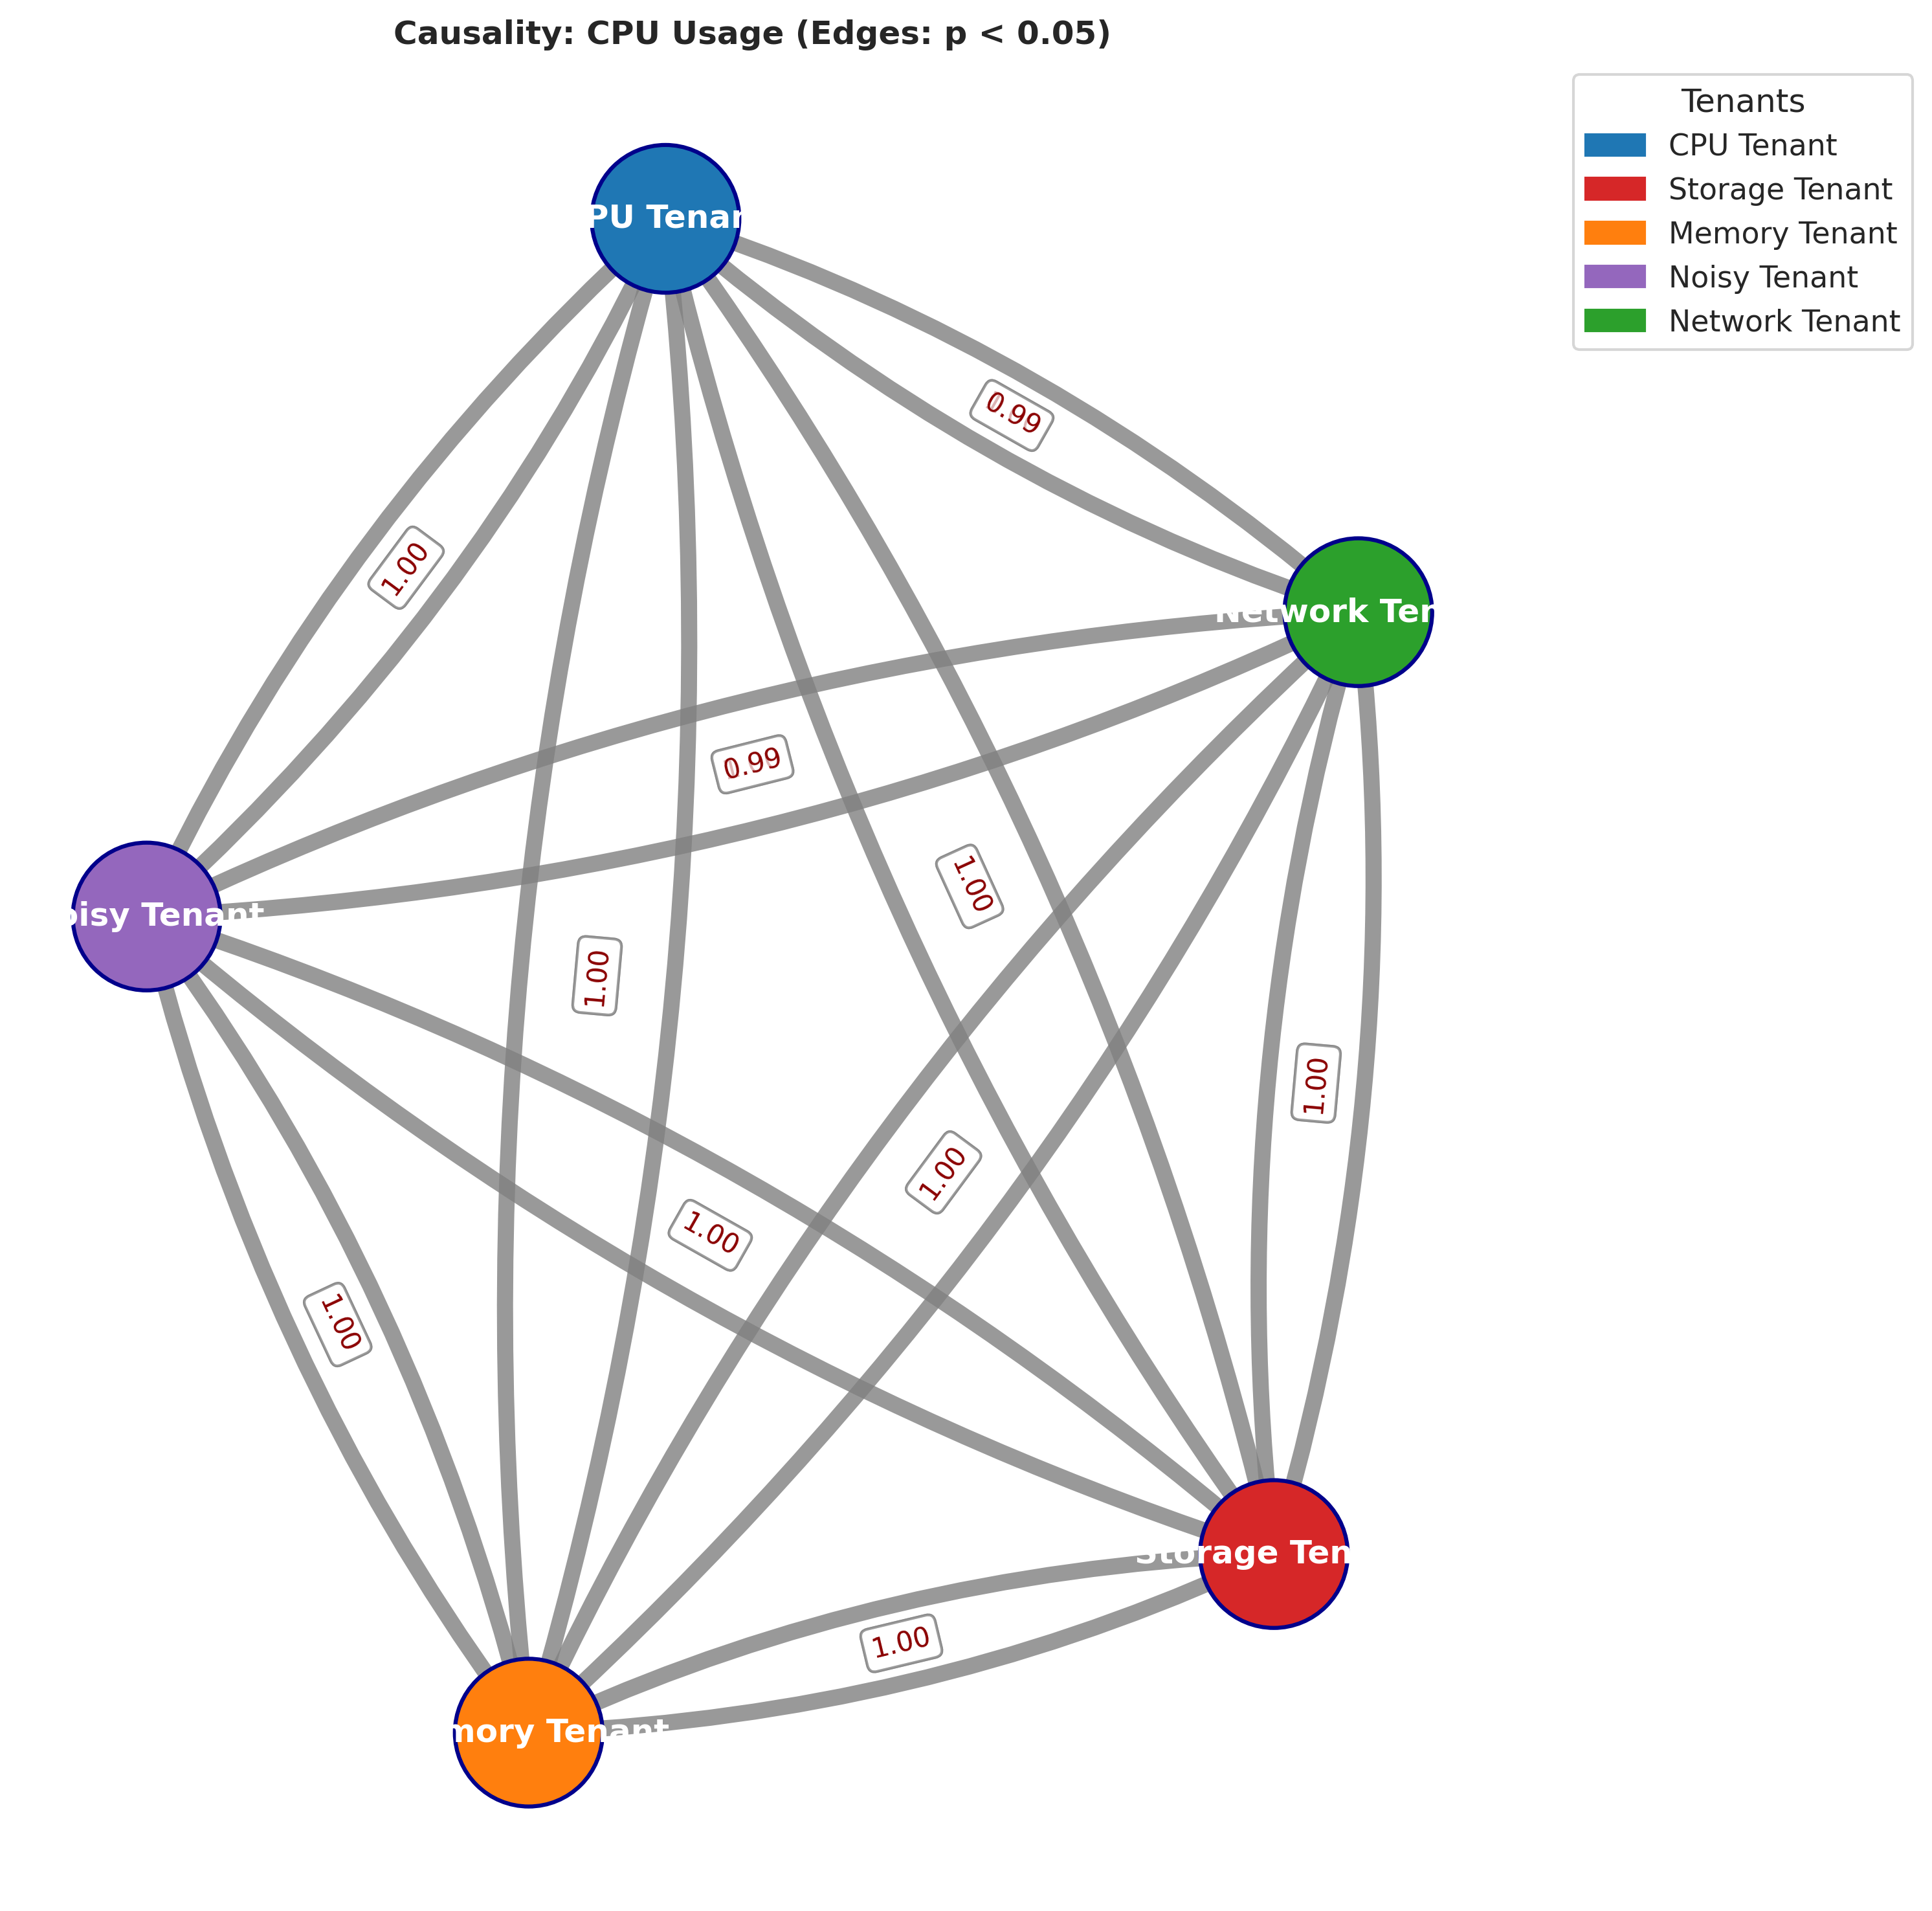 Causality: CPU Usage (Edges: p < 0.05)
Tenants
CPU Tenant
Storage Tenant
Memory Tenant
Noisy Tenant
Network Tenant
PU Tenan
0.99
1.00
Network Ten
0.99
1.00
oisy Tenant
1.00
1.00
1.00
1.00
1.00
Storage Ten
1.00
mory Tenant